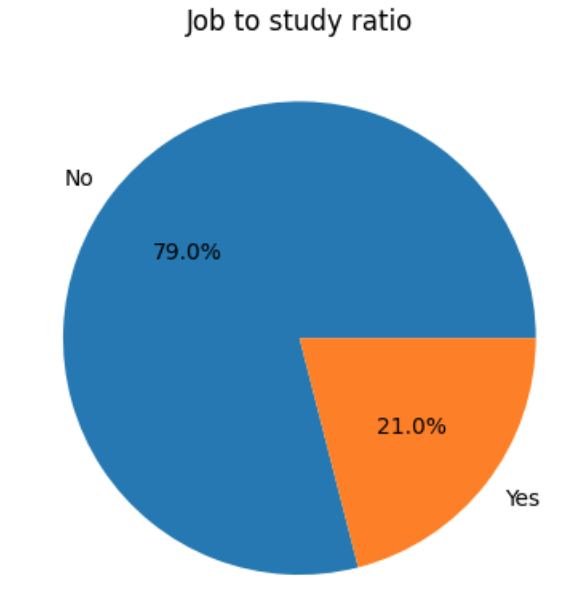 Job to study ratio
No
79.0%
21.0%
Yes